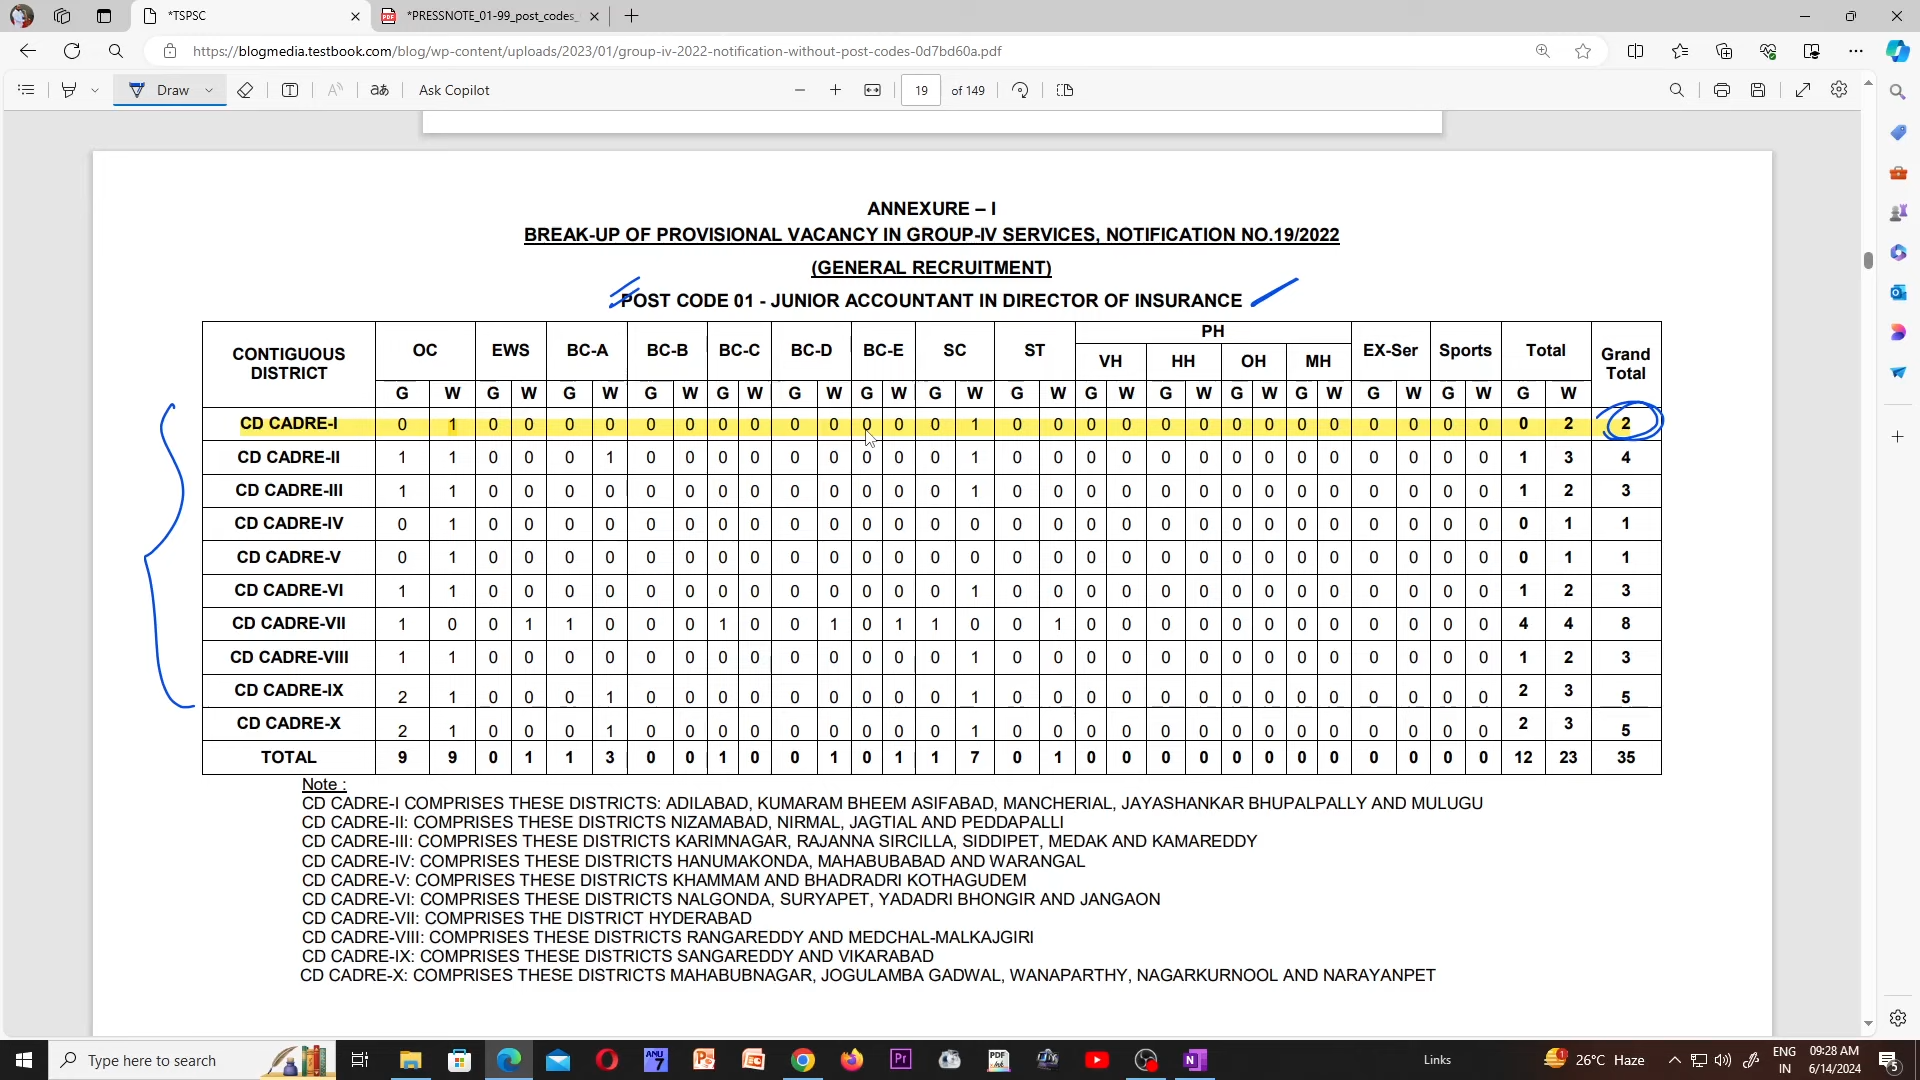 *TSPSC
*PRESSNOTE_01-99_post_codes_
https://blogmedia.testbook.com/blog/wp-content/uploads/2023/01/group-iv-2022-notification-without-post-codes-0d7bd60a.pdf
Draw
Ask Copilot
19 of 149
ANNEXURE – I
BREAK-UP OF PROVISIONAL VACANCY IN GROUP-IV SERVICES, NOTIFICATION NO.19/2022
(GENERAL RECRUITMENT)
POST CODE 01 - JUNIOR ACCOUNTANT IN DIRECTOR OF INSURANCE
CONTIGUOUS DISTRICT OC EWS BC-A BC-B BC-C BC-D BC-E SC ST PH EX-Ser Sports Total Grand Total
VH HH OH MH
G W G W G W G W G W G W G W G W G W G W G W G W G W G W G W G W
CD CADRE-I 0 1 0 0 0 0 0 0 0 0 0 0 0 0 0 1 0 0 0 0 0 0 0 0 0 0 0 0 0 0 0 2 2
CD CADRE-II 1 1 0 0 0 1 0 0 0 0 0 0 0 0 0 1 0 0 0 0 0 0 0 0 0 0 0 0 0 0 1 3 4
CD CADRE-III 1 1 0 0 0 0 0 0 0 0 0 0 0 0 0 1 0 0 0 0 0 0 0 0 0 0 0 0 0 0 1 2 3
CD CADRE-IV 0 1 0 0 0 0 0 0 0 0 0 0 0 0 0 0 0 0 0 0 0 0 0 0 0 0 0 0 0 0 0 1 1
CD CADRE-V 0 1 0 0 0 0 0 0 0 0 0 0 0 0 0 0 0 0 0 0 0 0 0 0 0 0 0 0 0 0 0 1 1
CD CADRE-VI 1 1 0 0 0 0 0 0 0 0 0 0 0 0 0 1 0 0 0 0 0 0 0 0 0 0 0 0 0 0 1 2 3
CD CADRE-VII 1 0 0 1 1 0 0 0 1 0 0 1 0 1 1 0 0 1 0 0 0 0 0 0 0 0 0 0 0 0 4 4 8
CD CADRE-VIII 1 1 0 0 0 0 0 0 0 0 0 0 0 0 0 1 0 0 0 0 0 0 0 0 0 0 0 0 0 0 1 2 3
CD CADRE-IX 2 1 0 0 0 1 0 0 0 0 0 0 0 0 0 1 0 0 0 0 0 0 0 0 0 0 0 0 0 0 2 3 5
CD CADRE-X 2 1 0 0 0 1 0 0 0 0 0 0 0 0 0 1 0 0 0 0 0 0 0 0 0 0 0 0 0 0 2 3 5
TOTAL 9 9 0 1 1 3 0 0 1 0 0 1 0 1 1 7 0 1 0 0 0 0 0 0 0 0 0 0 0 0 12 23 35
Note :
CD CADRE-I COMPRISES THESE DISTRICTS: ADILABAD, KUMARAM BHEEM ASIFABAD, MANCHERIAL, JAYASHANKAR BHUPALPALLY AND MULUGU
CD CADRE-II: COMPRISES THESE DISTRICTS NIZAMABAD, NIRMAL, JAGTIAL AND PEDDAPALLI
CD CADRE-III: COMPRISES THESE DISTRICTS KARIMNAGAR, RAJANNA SIRCILLA, SIDDIPET, MEDAK AND KAMAREDDY
CD CADRE-IV: COMPRISES THESE DISTRICTS HANUMAKONDA, MAHABUBABAD AND WARANGAL
CD CADRE-V: COMPRISES THESE DISTRICTS KHAMMAM AND BHADRADRI KOTHAGUDEM
CD CADRE-VI: COMPRISES THESE DISTRICTS NALGONDA, SURYAPET, YADADRI BHONGIR AND JANGAON
CD CADRE-VII: COMPRISES THE DISTRICT HYDERABAD
CD CADRE-VIII: COMPRISES THESE DISTRICTS RANGAREDDY AND MEDCHAL-MALKAJGIRI
CD CADRE-IX: COMPRISES THESE DISTRICTS SANGAREDDY AND VIKARABAD
CD CADRE-X: COMPRISES THESE DISTRICTS MAHABUBNAGAR, JOGULAMBA GADWAL, WANAPARTHY, NAGARKURNOOL AND NARAYANPET
Type here to search
Links
26°C Haze
ENG 09:28 AM
IN 6/14/2024